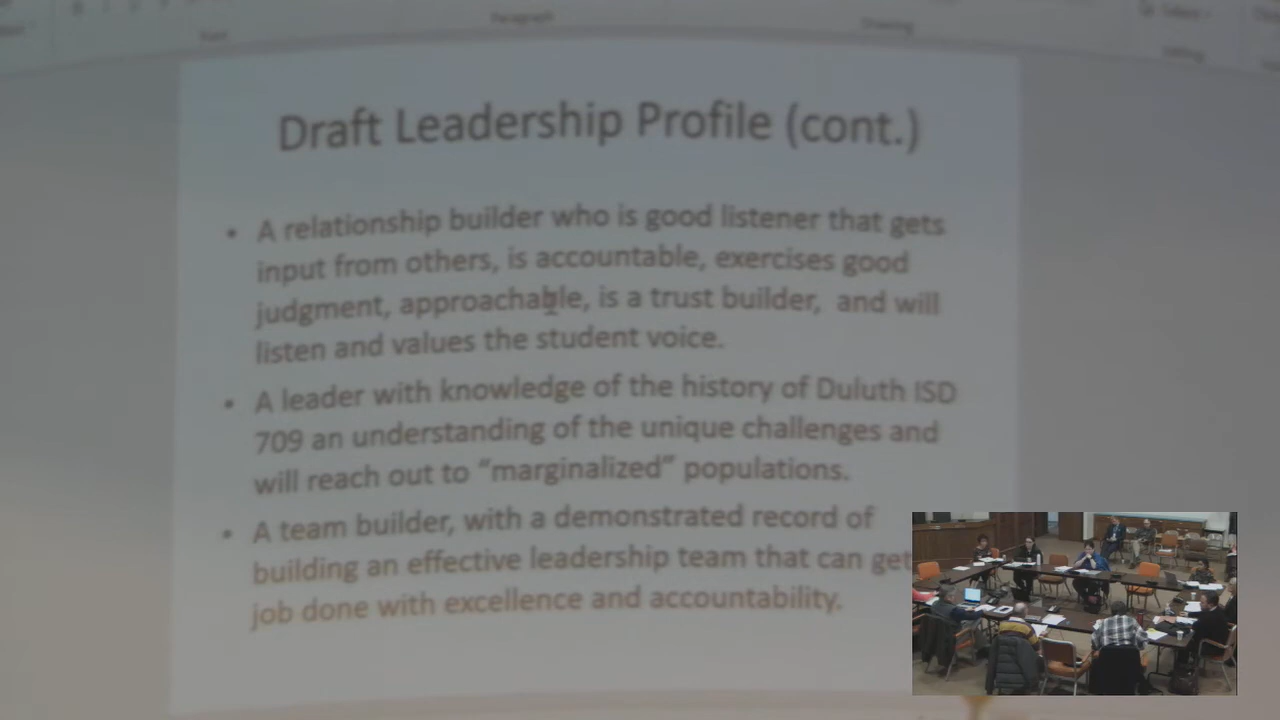 Paragraph
Drawing
Draft Leadership Profile (cont.)
• A relationship builder who is good listener that gets
input from others, is accountable, exercises good
judgment, approachable, is a trust builder, and will
listen and values the student voice.
• A leader with knowledge of the history of Duluth ISD
709 an understanding of the unique challenges and
will reach out to “marginalized” populations.
• A team builder, with a demonstrated record of
building an effective leadership team that can get
job done with excellence and accountability.